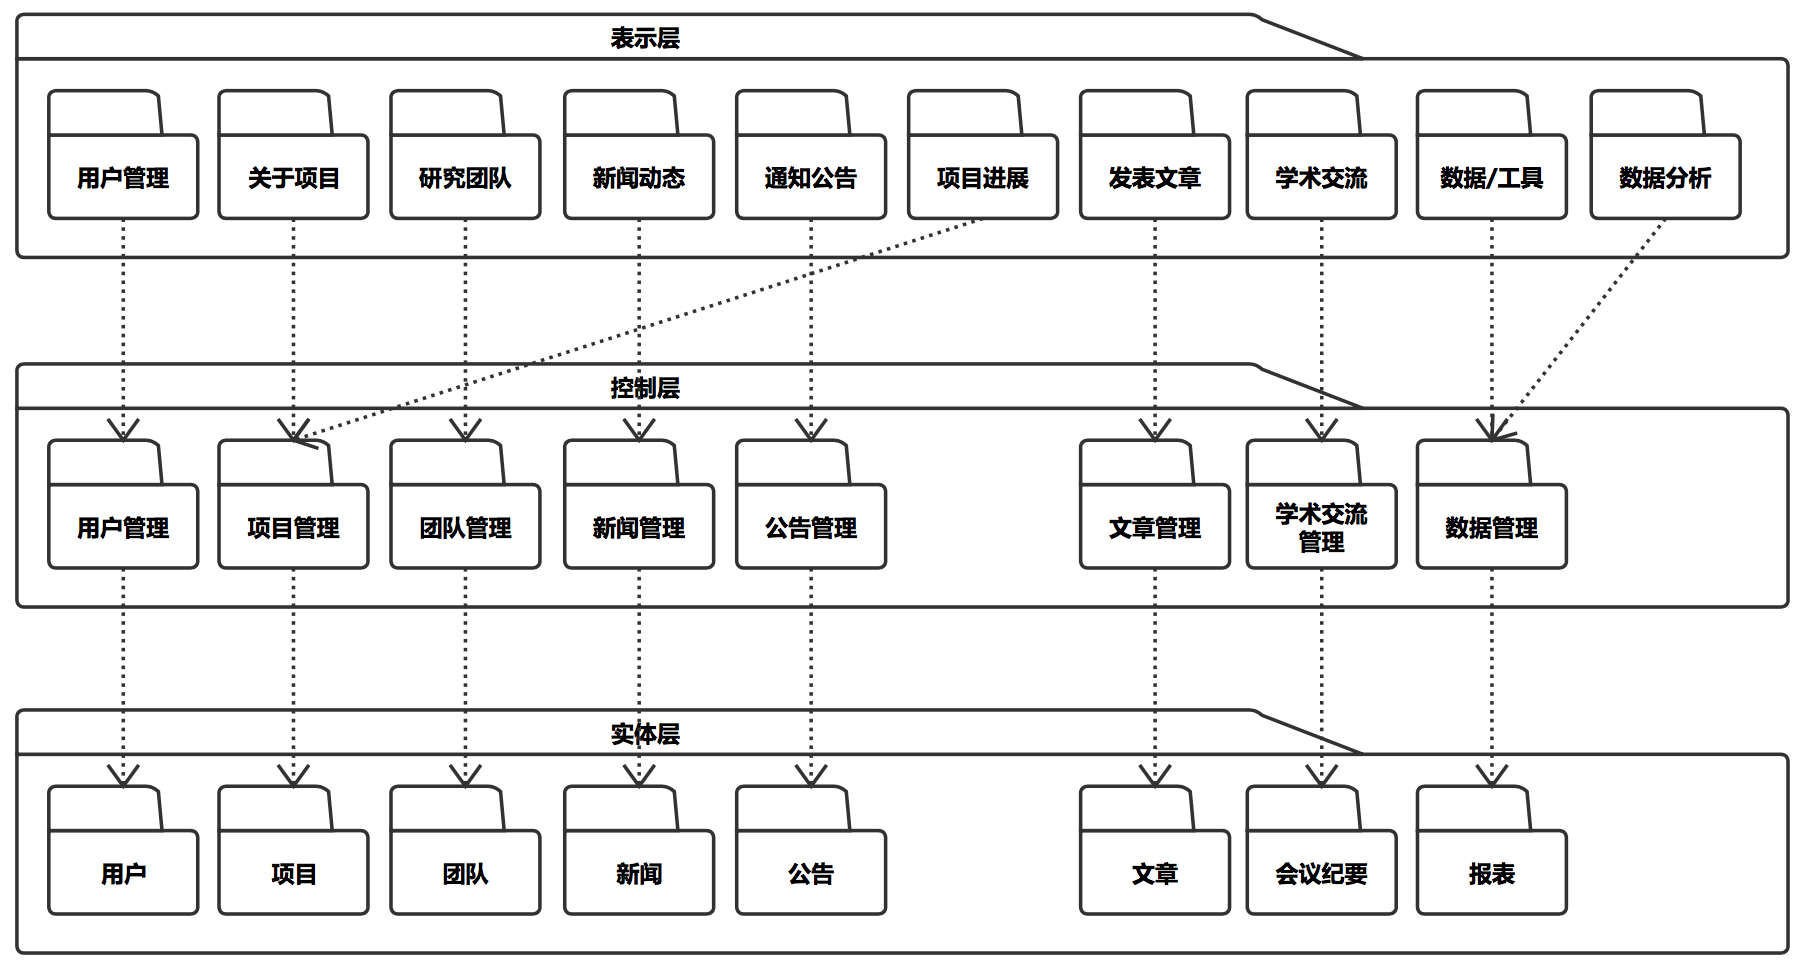 表示层
用户管理
关于项目
研究团队
新闻动态
通知公告
项目进展
发表文章
学术交流
数据/工具
数据分析
控制层
用户管理
项目管理
团队管理
新闻管理
公告管理
文章管理
学术交流
管理
数据管理
实体层
用户
项目
团队
新闻
公告
文章
会议纪要
报表